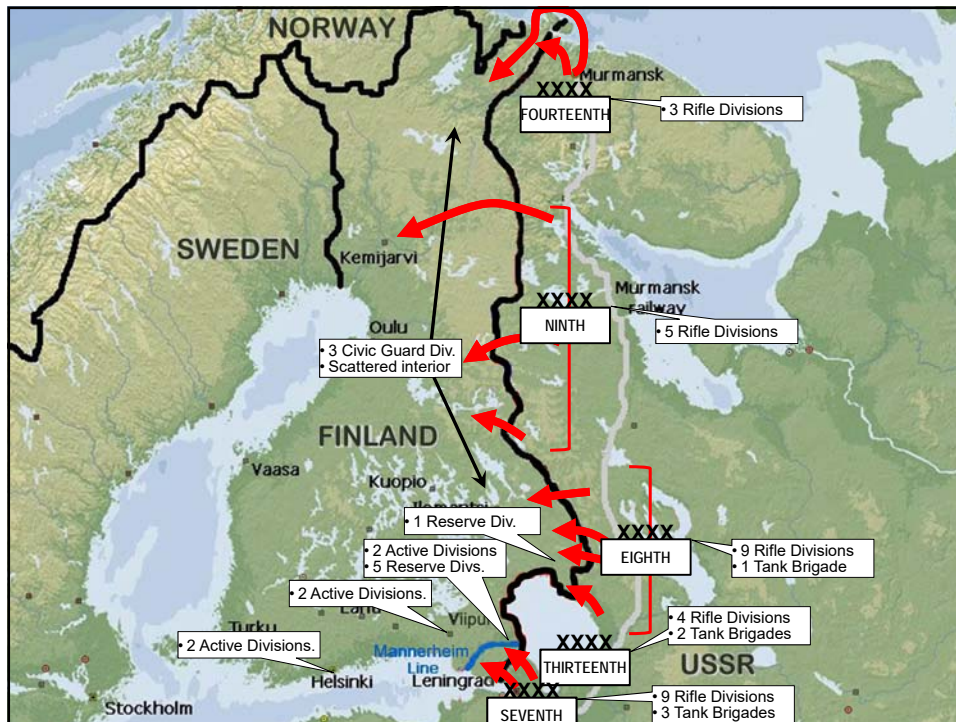 NORWAY
Murmansk
XXXX
FOURTEENTH
• 3 Rifle Divisions
SWEDEN
Kemijarvi
Murmansk
railway
XXXX
NINTH
• 5 Rifle Divisions
Oulu
• 3 Civic Guard Div.
• Scattered interior
FINLAND
Vaasa
Kuopio
• 1 Reserve Div.
XXXX
EIGHTH
• 9 Rifle Divisions
• 1 Tank Brigade
• 2 Active Divisions
• 5 Reserve Divs.
• 2 Active Divisions.
Viipur
Turku
• 2 Active Divisions.
Mannerheim
Line
Helsinki
Leningrad
XXXX
THIRTEENTH
• 4 Rifle Divisions
• 2 Tank Brigades
USSR
Stockholm
XXXX
SEVENTH
• 9 Rifle Divisions
• 3 Tank Brigades